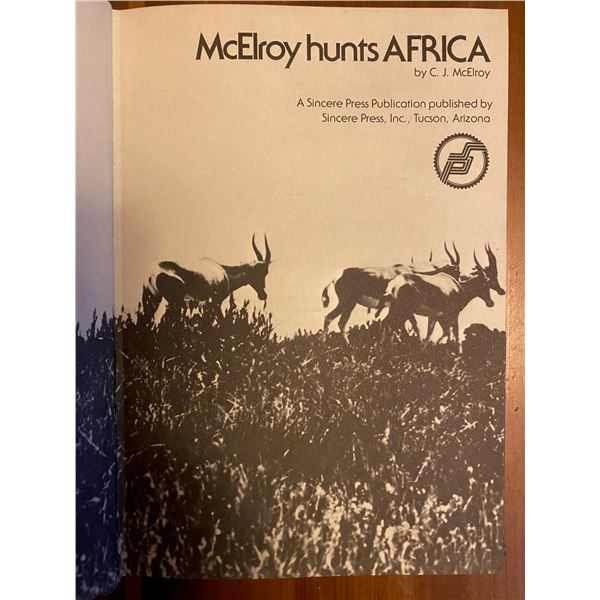 McElroy hunts AFRICA
by C. J. McElroy
A Sincere Press Publication published by
Sincere Press, Inc., Tucson, Arizona